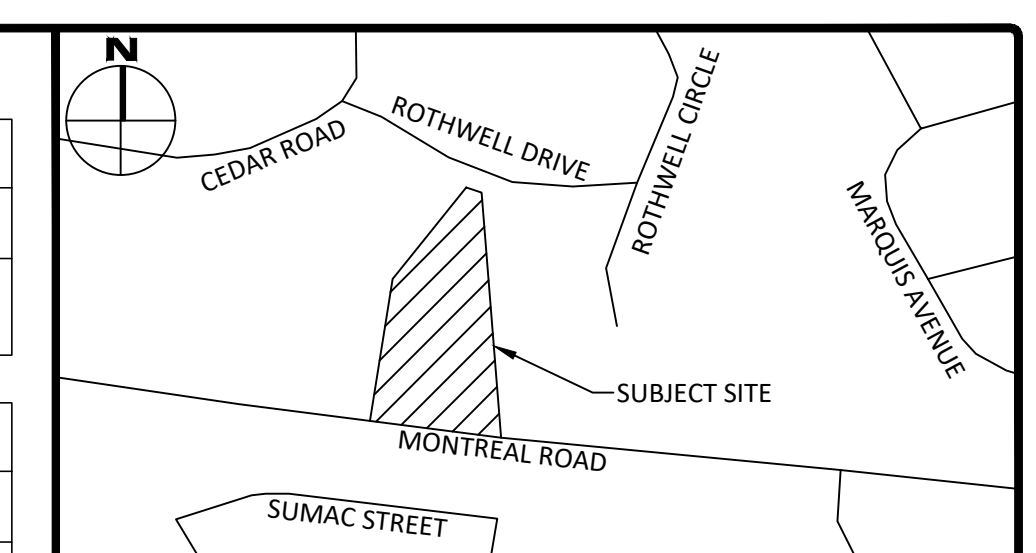 N
CEDAR ROAD
ROTHWELL DRIVE
ROTHWELL CIRCLE
MARQUIS AVENUE
SUBJECT SITE
MONTREAL ROAD
SUMAC STREET